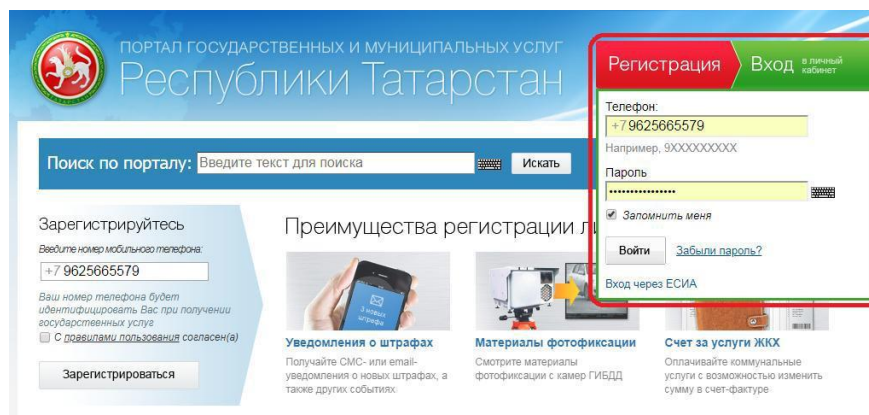 ПОРТАЛ ГОСУДАРСТВЕННЫХ И МУНИЦИПАЛЬНЫХ УСЛУГ
Республики Татарстан
Регистрация
Вход в личный кабинет
Телефон:
+7 9625665579
Например, 9XXXXXXXXX
Пароль
••••••••••••••••
Запомнить меня
Войти Забыли пароль?
Вход через ЕСИА
Поиск по порталу: Введите текст для поиска Искать
Зарегистрируйтесь
Введите номер мобильного телефона:
+7 9625665579
Ваш номер телефона будет
идентифицировать Вас при получении
государственных услуг
С правилами пользования согласен(а)
Зарегистрироваться
Преимущества регистрации
3 новых
штрафа
Уведомления о штрафах
Получайте СМС- или email-
уведомления о новых штрафах, а
также других событиях
Материалы фотофиксации
Смотрите материалы
фотофиксации с камер ГИБДД
Счет за услуги ЖКХ
Оплачивайте коммунальные
услуги с возможностью изменить
сумму в счет-фактуре